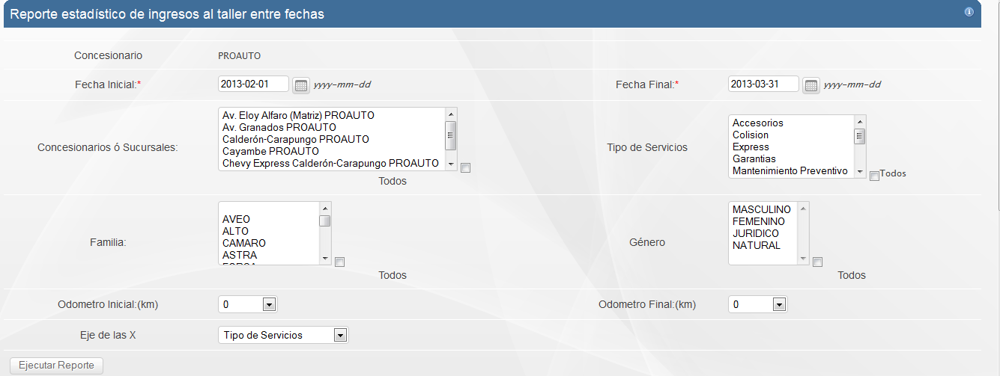 Reporte estadístico de ingresos al taller entre fechas
Concesionario PROAUTO
Fecha Inicial:* 2013-02-01 yyyy-mm-dd Fecha Final:* 2013-03-31 yyyy-mm-dd
Concesionarios ó Sucursales:
Av. Eloy Alfaro (Matriz) PROAUTO
Av. Granados PROAUTO
Calderón-Carapungo PROAUTO
Cayambe PROAUTO
Chevy Express Calderón-Carapungo PROAUTO
Todos
Tipo de Servicios
Accesorios
Colision
Express
Garantias
Mantenimiento Preventivo
Todos
Familia:
AVEO
ALTO
CAMARO
ASTRA
Todos
Género
MASCULINO
FEMENINO
JURIDICO
NATURAL
Todos
Odometro Inicial:(km) 0 Odometro Final:(km) 0
Eje de las X Tipo de Servicios
Ejecutar Reporte